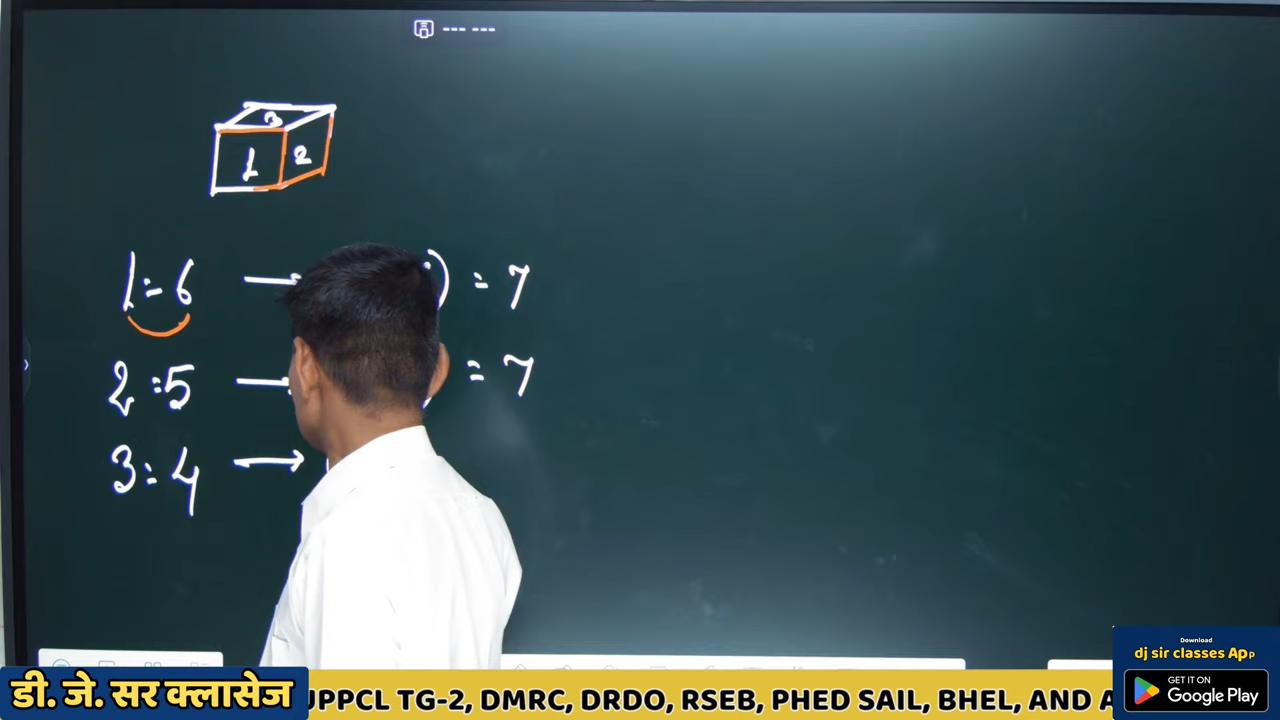 --- ---
3
1 2
1 = 6 → ) = 7
2 : 5 → = 7
3 : 4 →
Download
dj sir classes App
GET IT ON
Google Play
डी. जे. सर क्लासेज
UPPCL TG-2, DMRC, DRDO, RSEB, PHED SAIL, BHEL, AND A